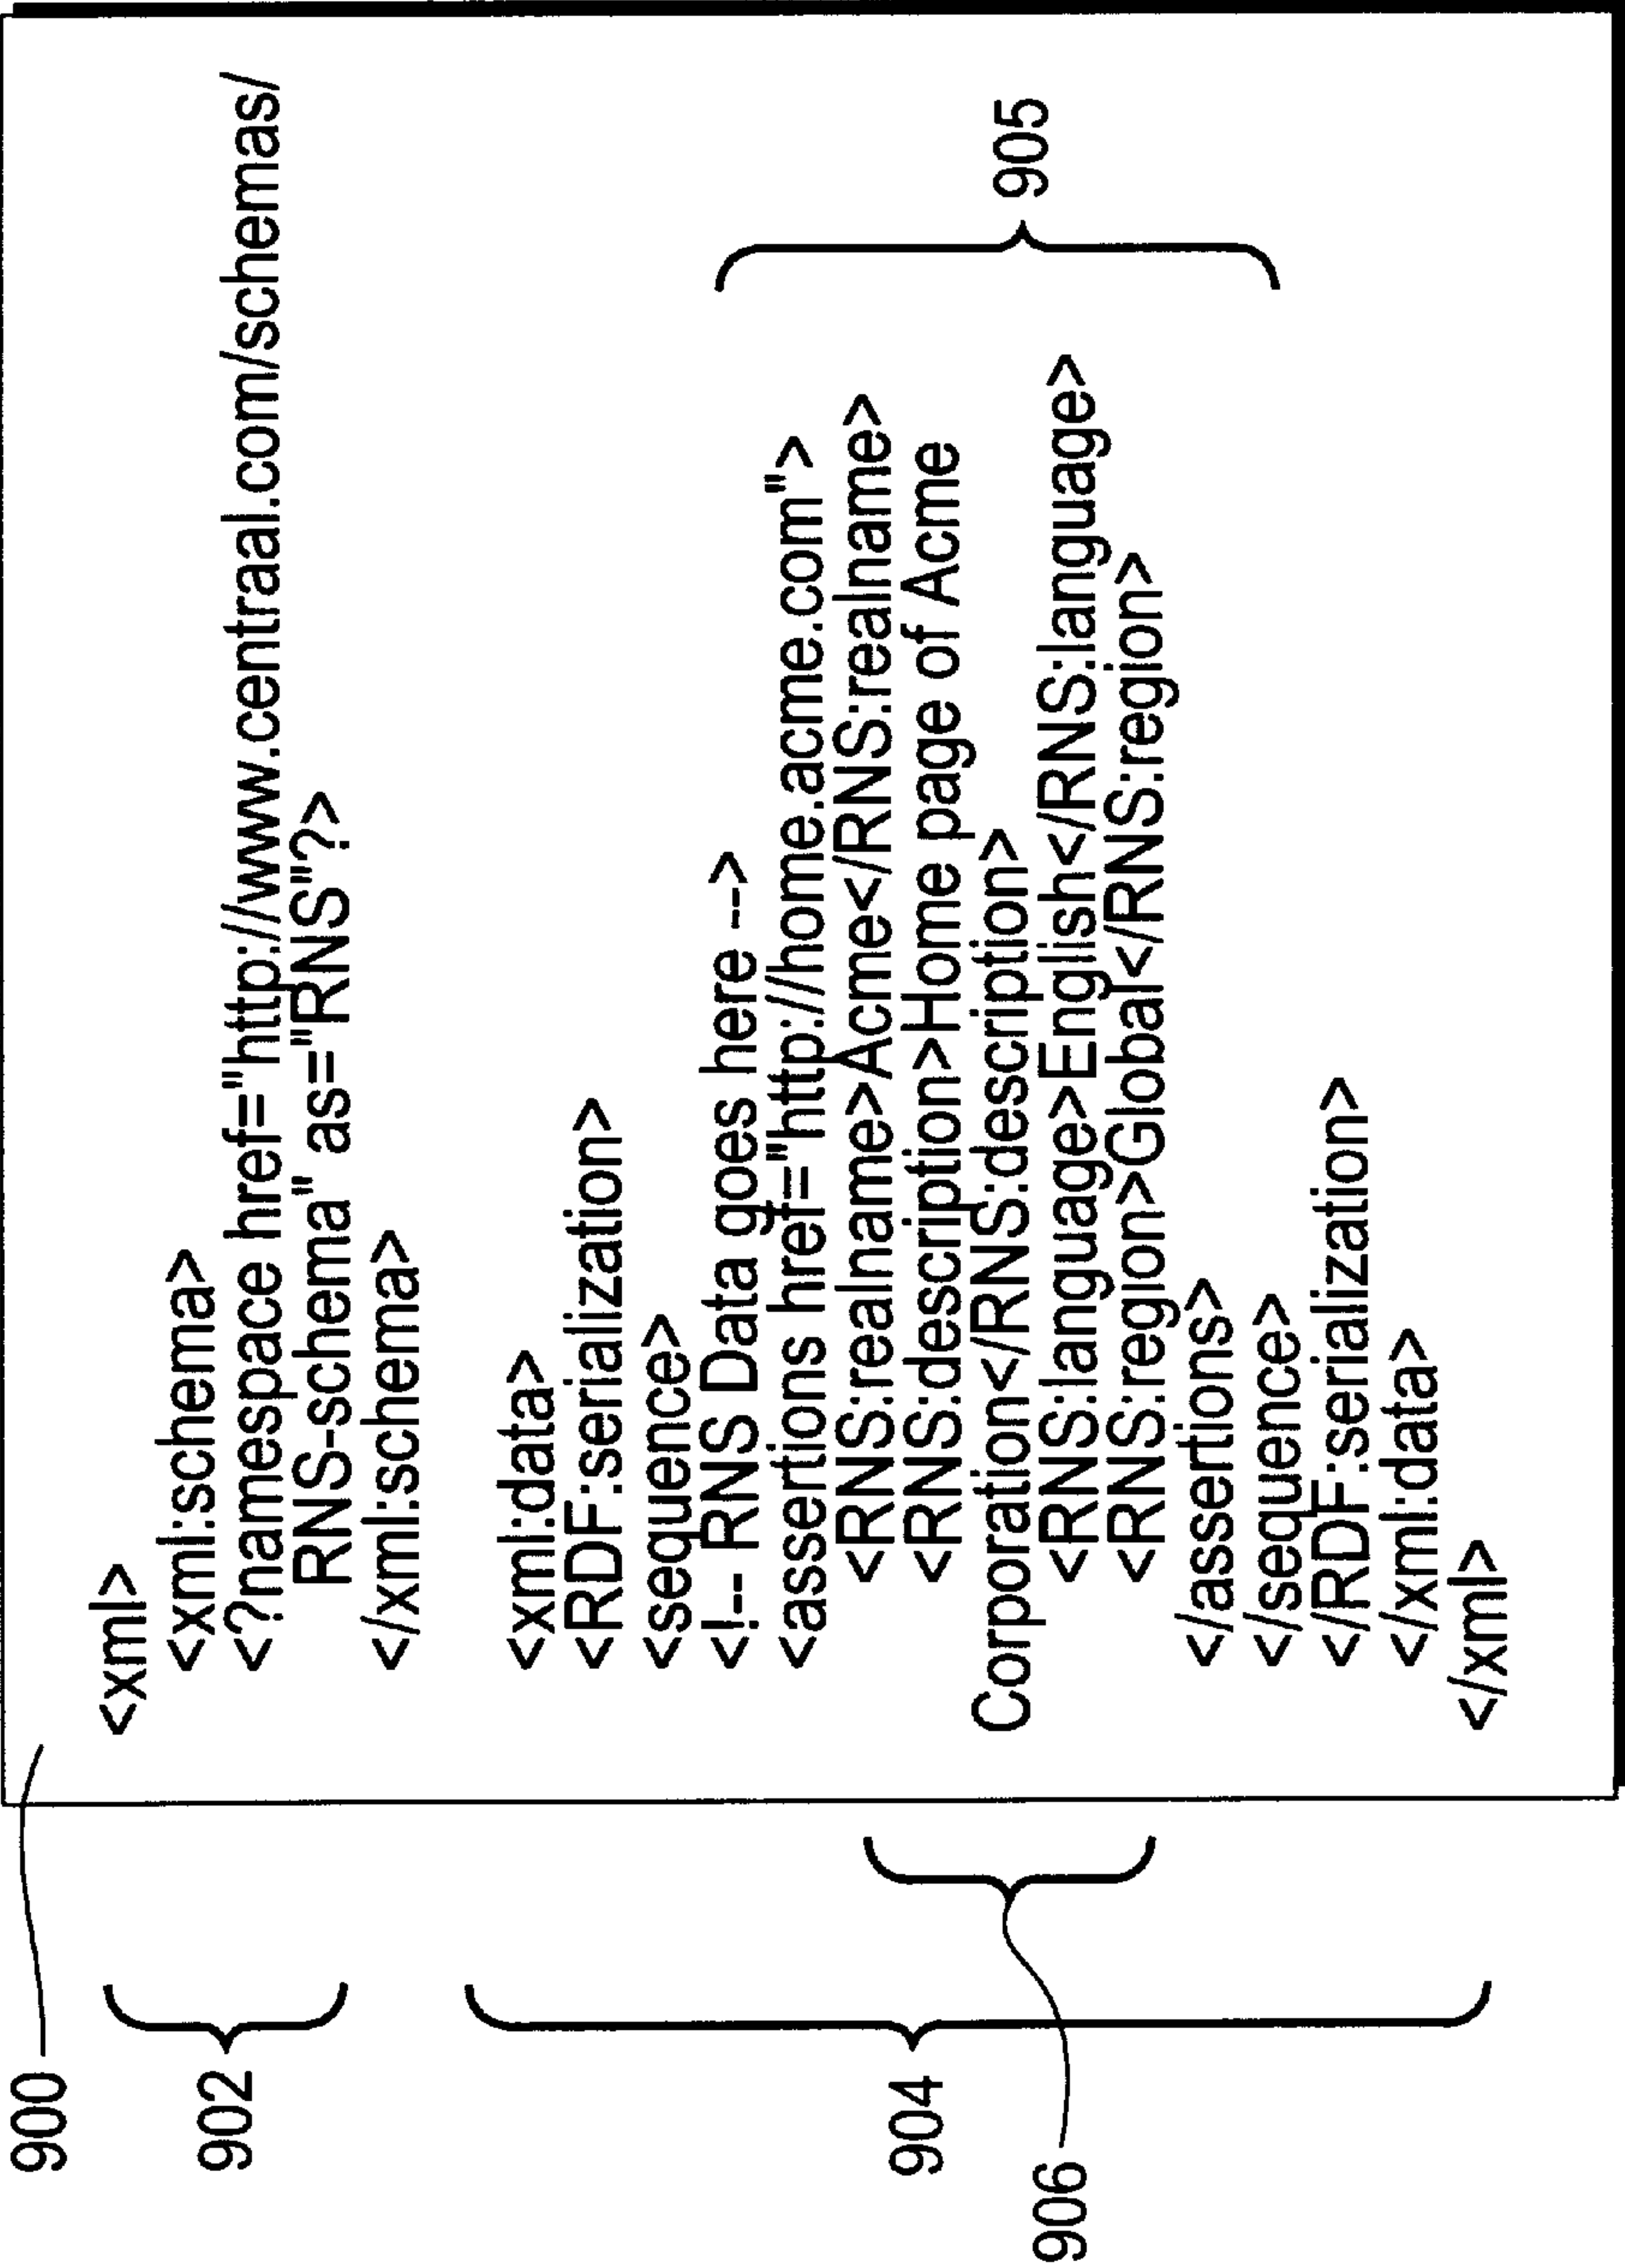 900
902
904
906
<xml>
<xml:schema>
<?namespace href="http://www.centraal.com/schemas/
RNS-schema" as="RNS"?>
</xml:schema>
<xml:data>
<RDF:serialization>
<sequence>
<!-- RNS Data goes here -->
<assertions href="http://home.acme.com">
<RNS:realname>Acme</RNS:realname>
<RNS:description>Home page of Acme
Corporation</RNS:description>
<RNS:language>English</RNS:language>
<RNS:region>Global</RNS:region>
</assertions>
</sequence>
</RDF:serialization>
</xml:data>
</xml>
905